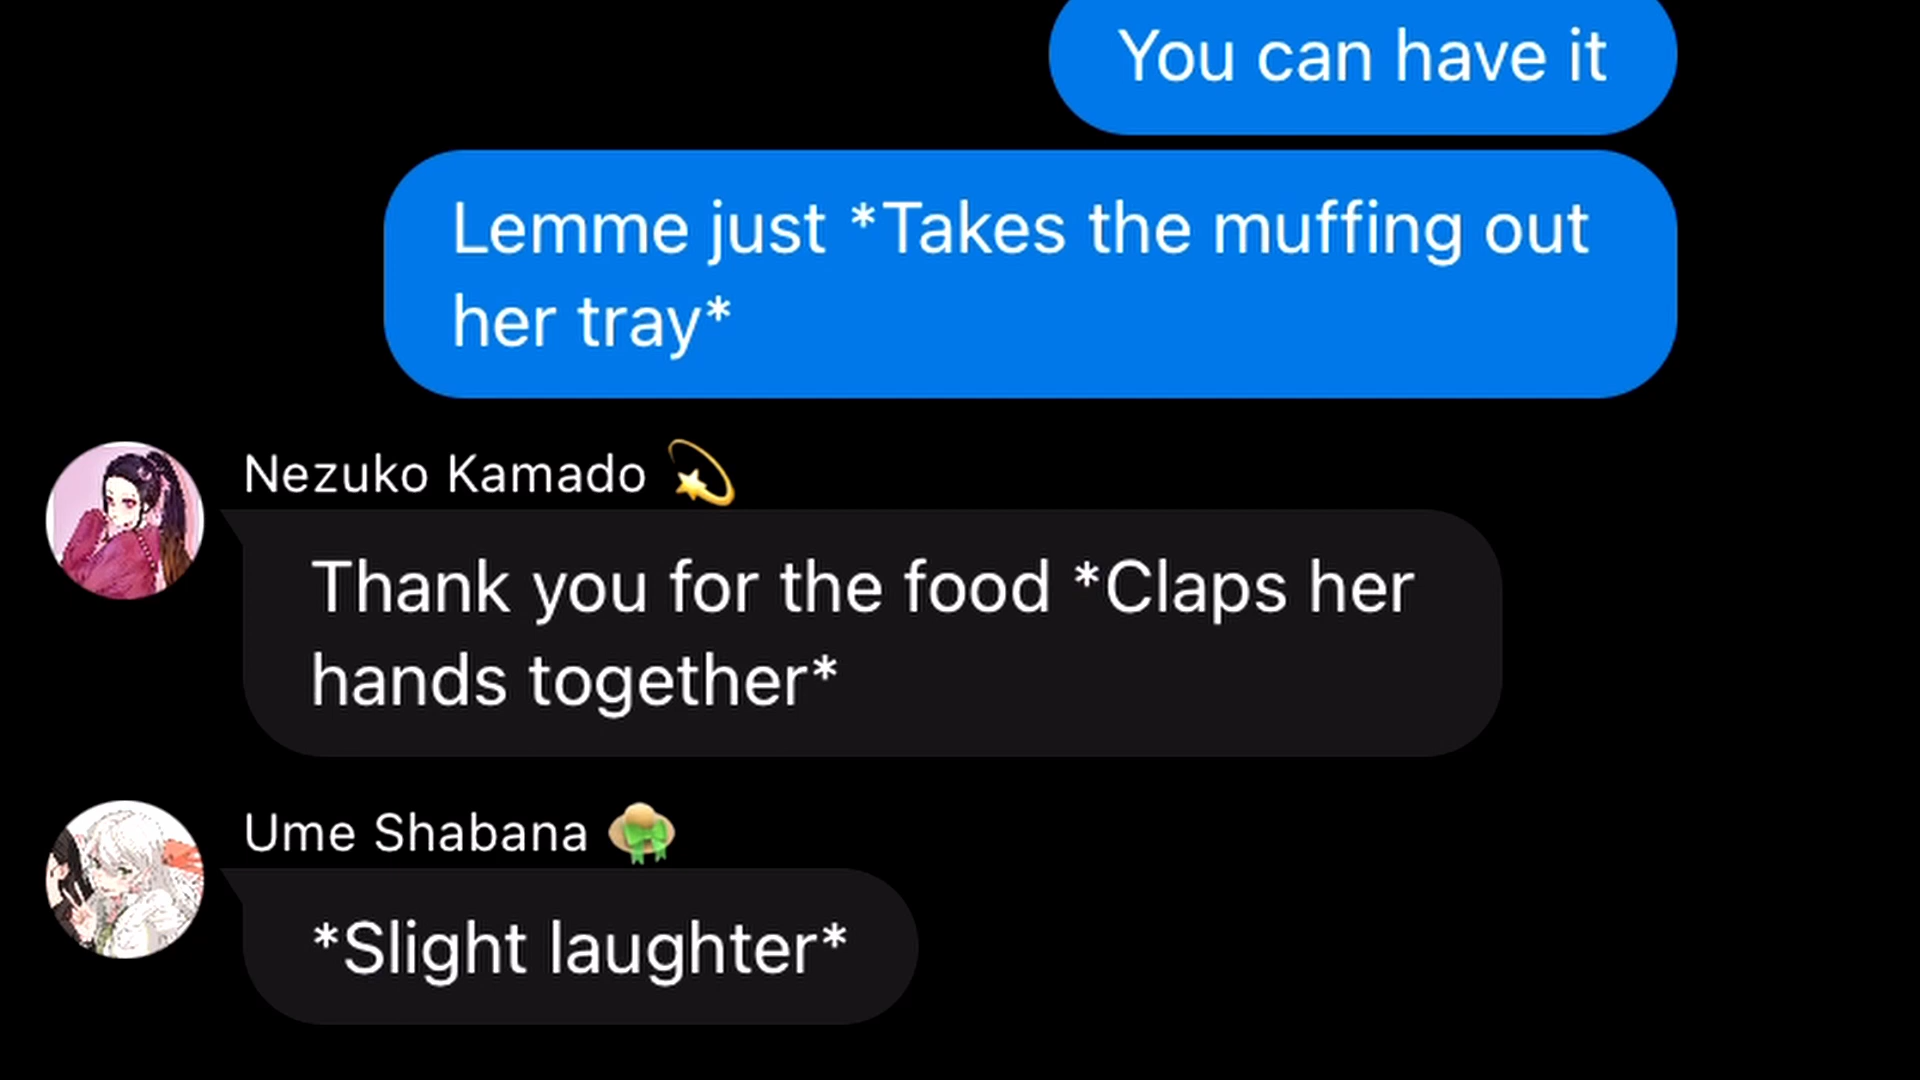 You can have it
Lemme just *Takes the muffing out
her tray*
Nezuko Kamado 💫
Thank you for the food *Claps her
hands together*
Ume Shabana 👒
*Slight laughter*